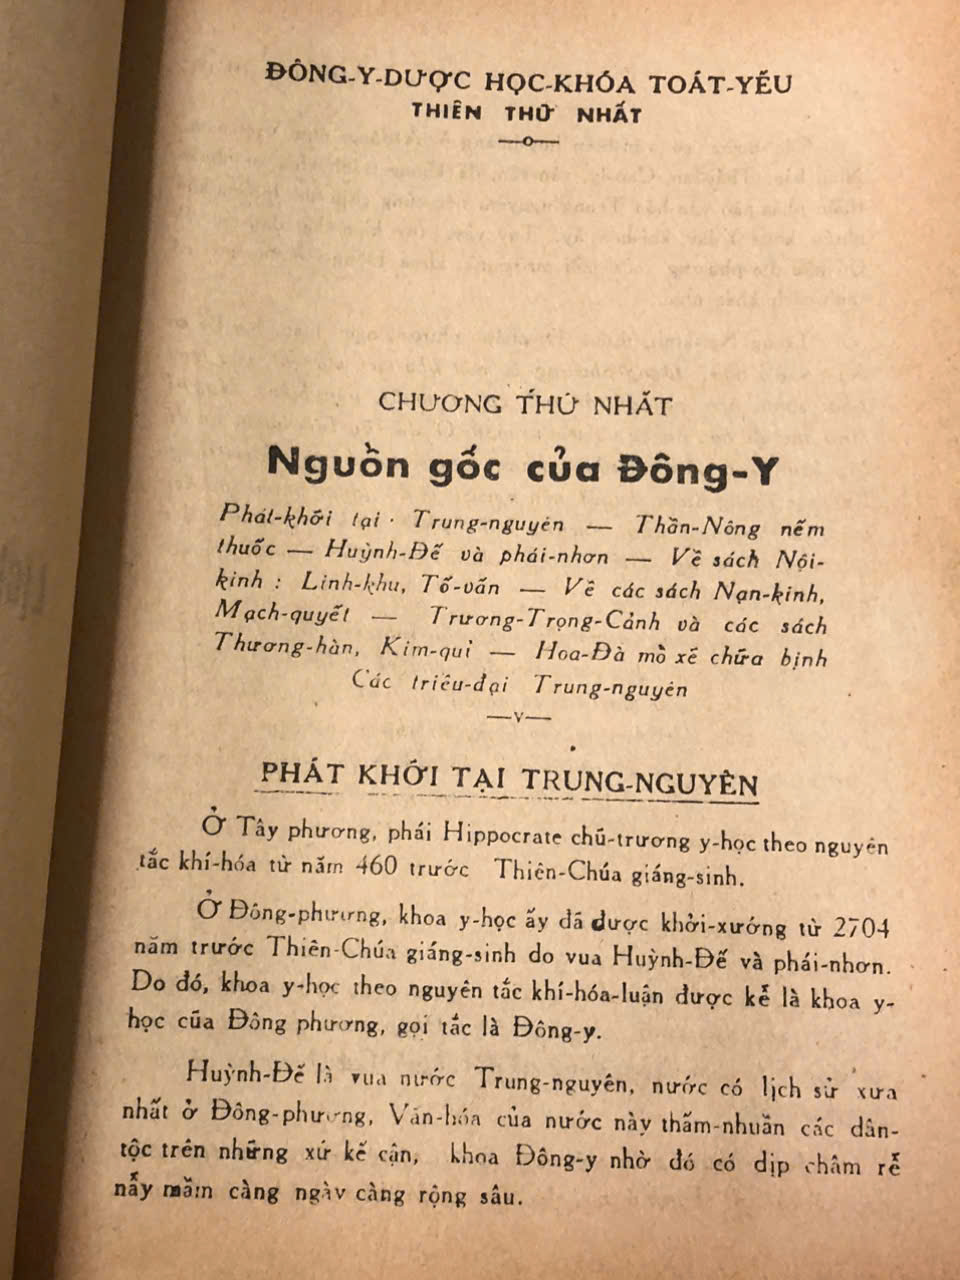 ĐÔNG-Y-DƯỢC HỌC-KHÓA TOÁT-YẾU
THIÊN THỨ NHẤT
CHƯƠNG THỨ NHẤT
Nguồn gốc của Đông-Y
Phát-khởi tại · Trung-nguyên — Thần-Nông nếm
thuốc — Huỳnh-Đế và phái-nhơn — Về sách Nội-
kinh : Linh-khu, Tố-vấn — Về các sách Nạn-kinh,
Mạch-quyết — Trương-Trọng-Cảnh và các sách
Thương-hàn, Kim-quỉ — Hoa-Đà mổ xẻ chữa bịnh
Các triều-đại Trung-nguyên
—v—
PHÁT KHỞI TẠI TRUNG-NGUYÊN
Ở Tây phương, phái Hippocrate chủ-trương y-học theo nguyên
tắc khí-hóa từ năm 460 trước Thiên-Chúa giáng-sinh.
Ở Đông-phương, khoa y-học ấy đã được khởi-xướng từ 2704
năm trước Thiên-Chúa giáng-sinh do vua Huỳnh-Đế và phái-nhơn.
Do đó, khoa y-học theo nguyên tắc khí-hóa-luận được kể là khoa y-
học của Đông phương, gọi tắc là Đông-y.
Huỳnh-Đế là vua nước Trung-nguyên, nước có lịch sử xưa
nhất ở Đông-phương, Văn-hóa của nước này thấm-nhuần các dân-
tộc trên những xứ kế cận, khoa Đông-y nhờ đó có dịp châm rễ
nẩy mầm càng ngày càng rộng sâu.